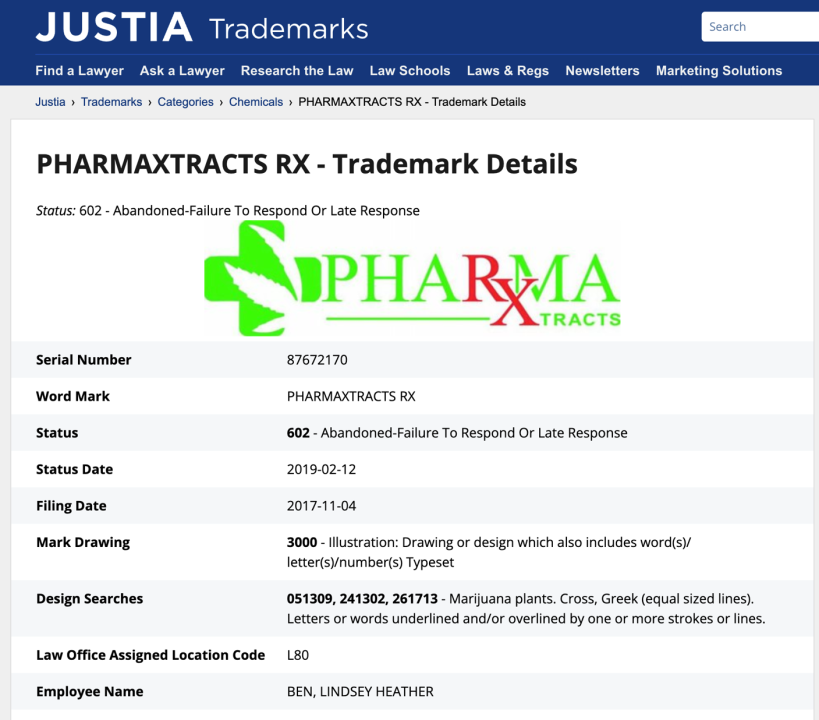 JUSTIA Trademarks
Search
Find a Lawyer Ask a Lawyer Research the Law Law Schools Laws & Regs Newsletters Marketing Solutions
Justia › Trademarks › Categories › Chemicals › PHARMAXTRACTS RX - Trademark Details
PHARMAXTRACTS RX - Trademark Details
Status: 602 - Abandoned-Failure To Respond Or Late Response
PHARMA
X TRACTS
Serial Number 87672170
Word Mark PHARMAXTRACTS RX
Status 602 - Abandoned-Failure To Respond Or Late Response
Status Date 2019-02-12
Filing Date 2017-11-04
Mark Drawing 3000 - Illustration: Drawing or design which also includes word(s)/
letter(s)/number(s) Typeset
Design Searches 051309, 241302, 261713 - Marijuana plants. Cross, Greek (equal sized lines).
Letters or words underlined and/or overlined by one or more strokes or lines.
Law Office Assigned Location Code L80
Employee Name BEN, LINDSEY HEATHER